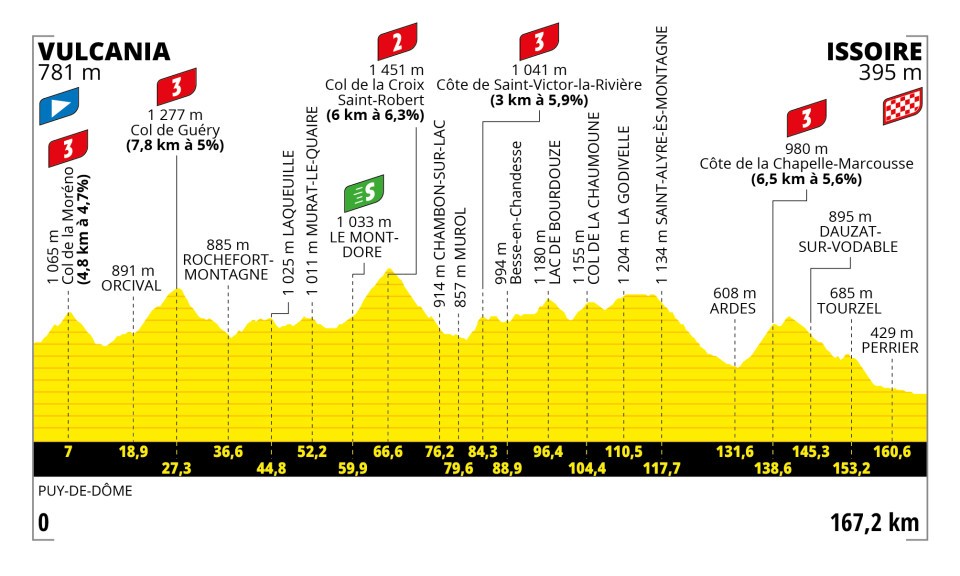 VULCANIA
781 m
3
1 065 m
Col de la Moréno
(4,8 km à 4,7%)
891 m
ORCIVAL
3
1 277 m
Col de Guéry
(7,8 km à 5%)
885 m
ROCHEFORT-
MONTAGNE
1 025 m LAQUEUILLE
1 011 m MURAT-LE-QUAIRE
S
1 033 m
LE MONT-
DORE
2
1 451 m
Col de la Croix
Saint-Robert
(6 km à 6,3%)
914 m CHAMBON-SUR-LAC
857 m MUROL
3
1 041 m
Côte de Saint-Victor-la-Rivière
(3 km à 5,9%)
994 m
Besse-en-Chandesse
1 180 m
LAC DE BOURDOUZE
1 155 m
COL DE LA CHAUMOUNE
1 204 m LA GODIVELLE
1 134 m SAINT-ALYRE-ÈS-MONTAGNE
608 m
ARDES
3
980 m
Côte de la Chapelle-Marcousse
(6,5 km à 5,6%)
895 m
DAUZAT-
SUR-VODABLE
685 m
TOURZEL
429 m
PERRIER
ISSOIRE
395 m
7 18,9 36,6 52,2 66,6 76,2 84,3 96,4 110,5 131,6 145,3 160,6
27,3 44,8 59,9 79,6 88,9 104,4 117,7 138,6 153,2
PUY-DE-DÔME
0
167,2 km